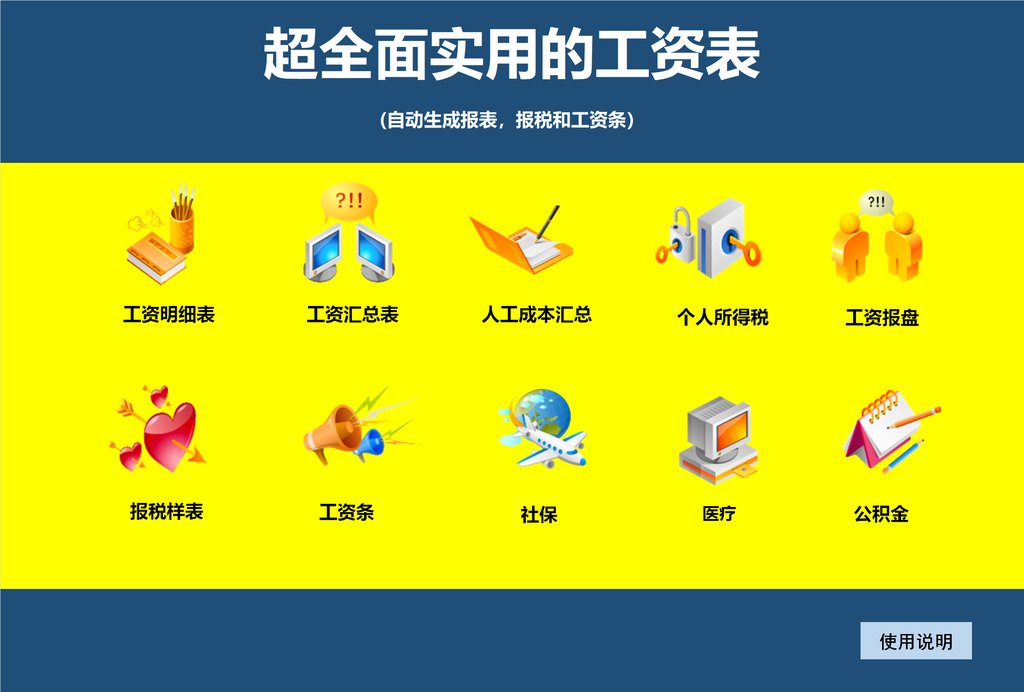 超全面实用的工资表
(自动生成报表，报税和工资条)
?!!
?!!
工资明细表
工资汇总表
人工成本汇总
个人所得税
工资报盘
报税样表
工资条
社保
医疗
公积金
使用说明